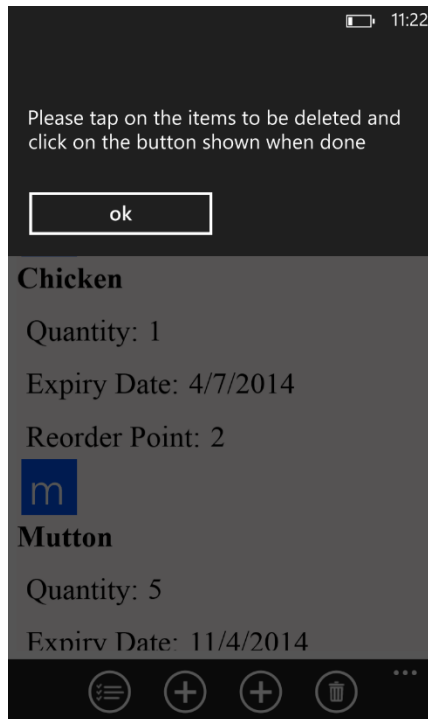 11:22
Please tap on the items to be deleted and
click on the button shown when done
ok
Chicken
Quantity: 1
Expiry Date: 4/7/2014
Reorder Point: 2
m
Mutton
Quantity: 5
Expiry Date: 11/4/2014